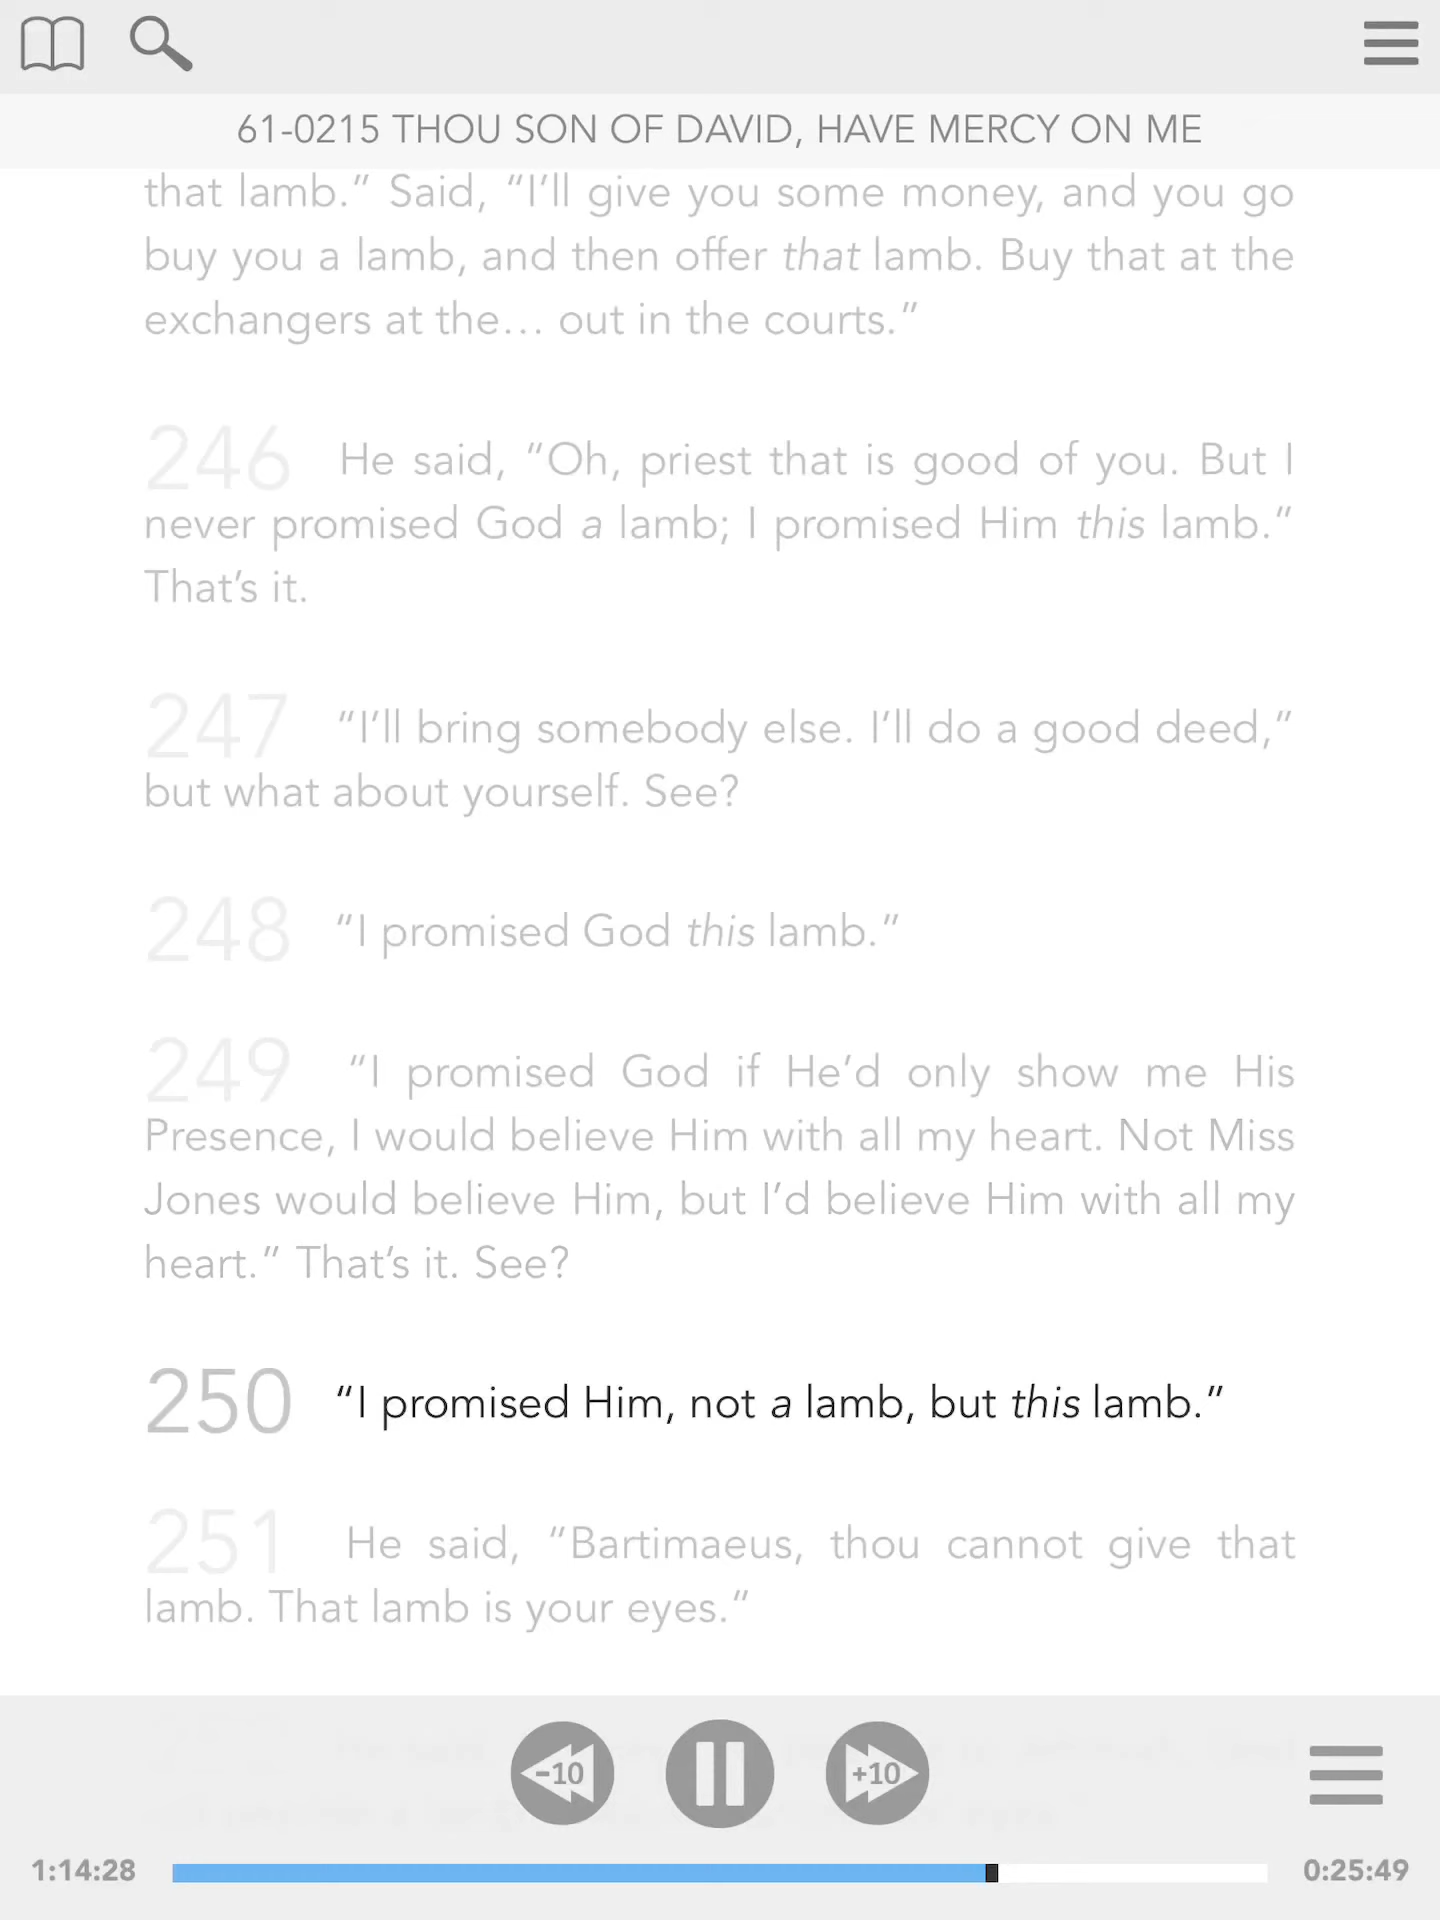 61-0215 THOU SON OF DAVID, HAVE MERCY ON ME
that lamb.” Said, “I’ll give you some money, and you go
buy you a lamb, and then offer that lamb. Buy that at the
exchangers at the… out in the courts.”
246 He said, “Oh, priest that is good of you. But I
never promised God a lamb; I promised Him this lamb.”
That’s it.
247 “I’ll bring somebody else. I’ll do a good deed,”
but what about yourself. See?
248 “I promised God this lamb.”
249 “I promised God if He’d only show me His
Presence, I would believe Him with all my heart. Not Miss
Jones would believe Him, but I’d believe Him with all my
heart.” That’s it. See?
250 “I promised Him, not a lamb, but this lamb.”
251 He said, “Bartimaeus, thou cannot give that
lamb. That lamb is your eyes.”
-10 +10
1:14:28 0:25:49